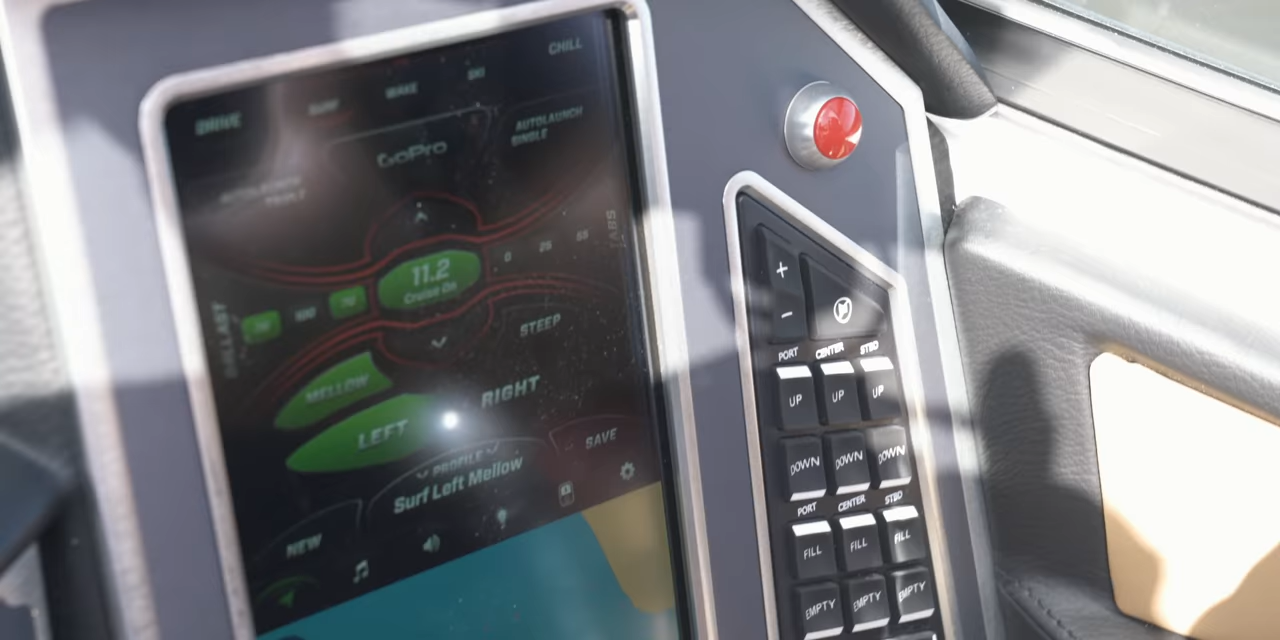 CHILL
SKI
WAKE
SURF
DRIVE
AUTOLAUNCH
SINGLE
GoPro
TABS
0 25 55
11.2
Cruise On
BALLAST
100
STEEP
MELLOW
RIGHT
LEFT
SAVE
PROFILE
Surf Left Mellow
NEW
+
-
PORT CENTER STBD
UP UP UP
DOWN DOWN DOWN
PORT CENTER STBD
FILL FILL FILL
EMPTY EMPTY EMPTY